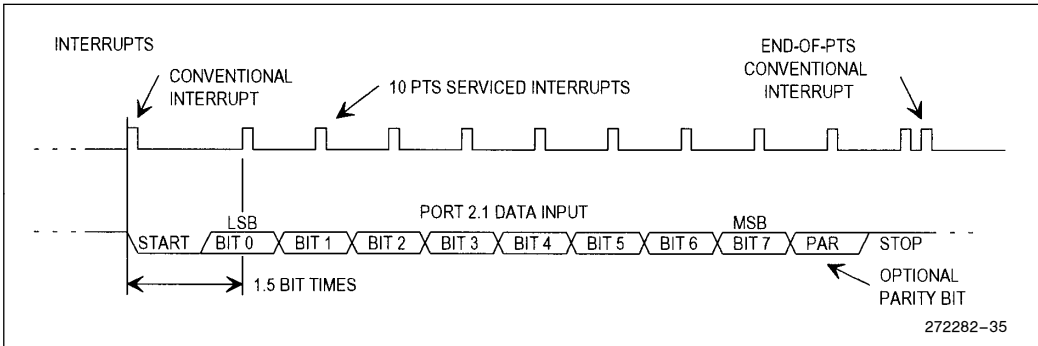 INTERRUPTS
CONVENTIONAL
INTERRUPT
10 PTS SERVICED INTERRUPTS
END-OF-PTS
CONVENTIONAL
INTERRUPT
PORT 2.1 DATA INPUT
LSB
MSB
START
BIT 0
BIT 1
BIT 2
BIT 3
BIT 4
BIT 5
BIT 6
BIT 7
PAR
STOP
1.5 BIT TIMES
OPTIONAL
PARITY BIT
272282–35